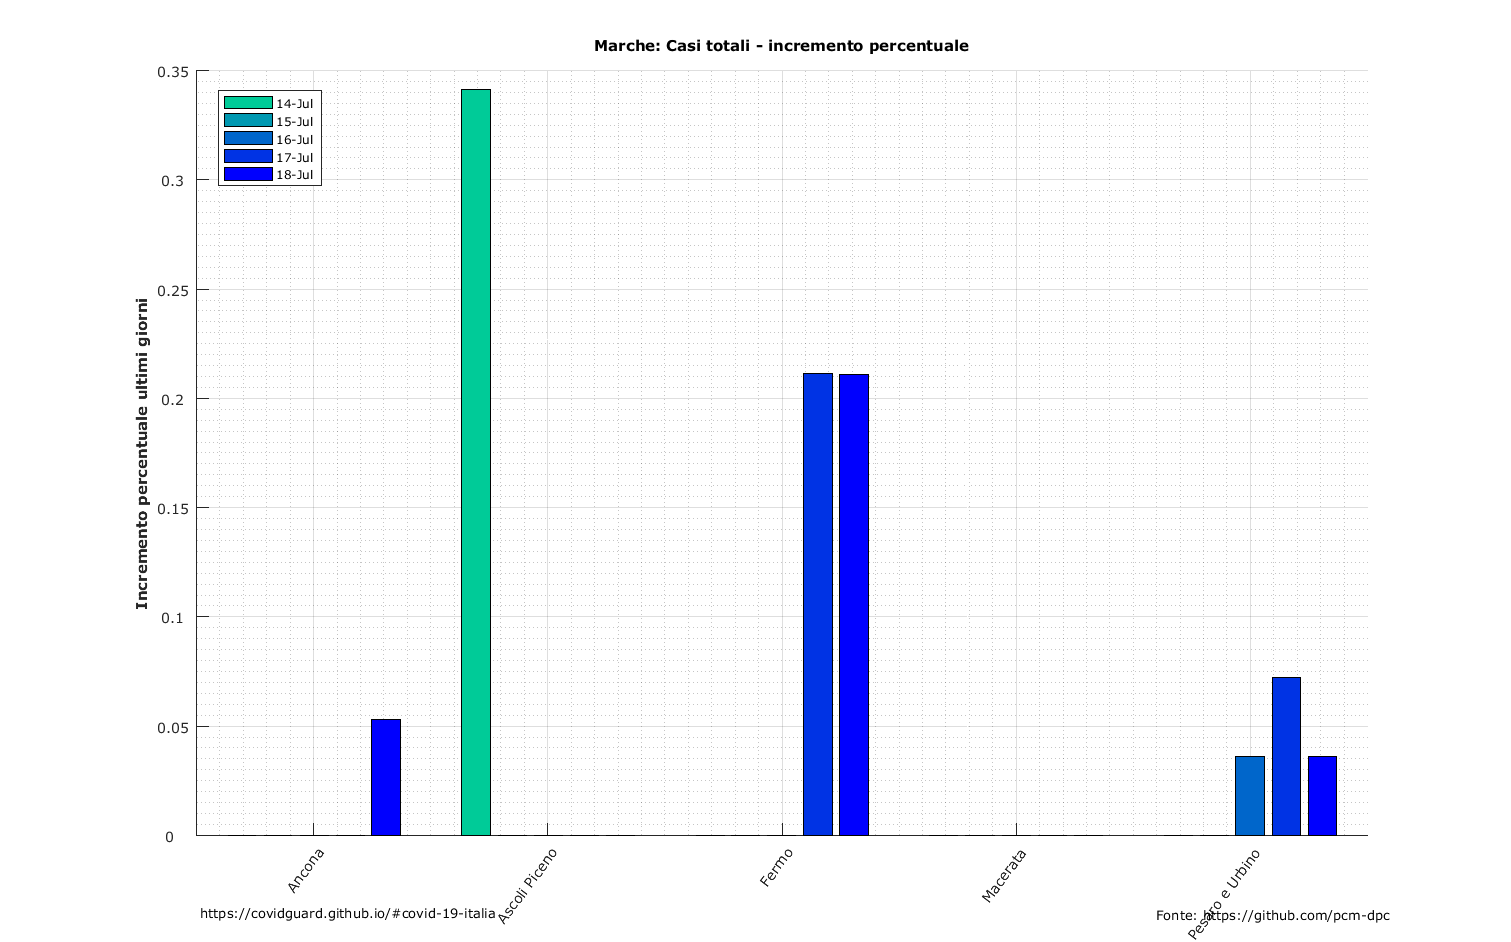 Marche: Casi totali - incremento percentuale
Incremento percentuale ultimi giorni
0.35
0.3
0.25
0.2
0.15
0.1
0.05
0
14-Jul
15-Jul
16-Jul
17-Jul
18-Jul
Ancona
Ascoli Piceno
Fermo
Macerata
Pesaro e Urbino
https://covidguard.github.io/#covid-19-italia
Fonte: https://github.com/pcm-dpc